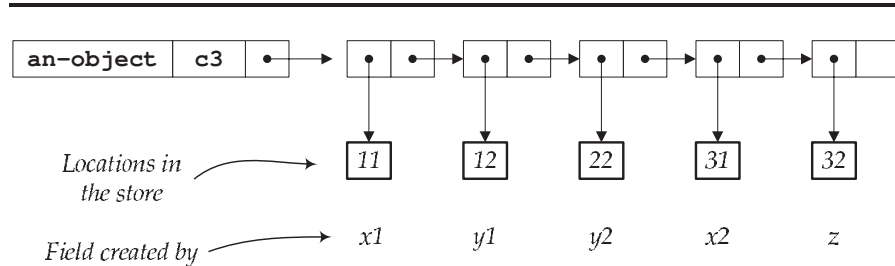 an-object c3
Locations in
the store
11 12 22 31 32
Field created by
x1 y1 y2 x2 z